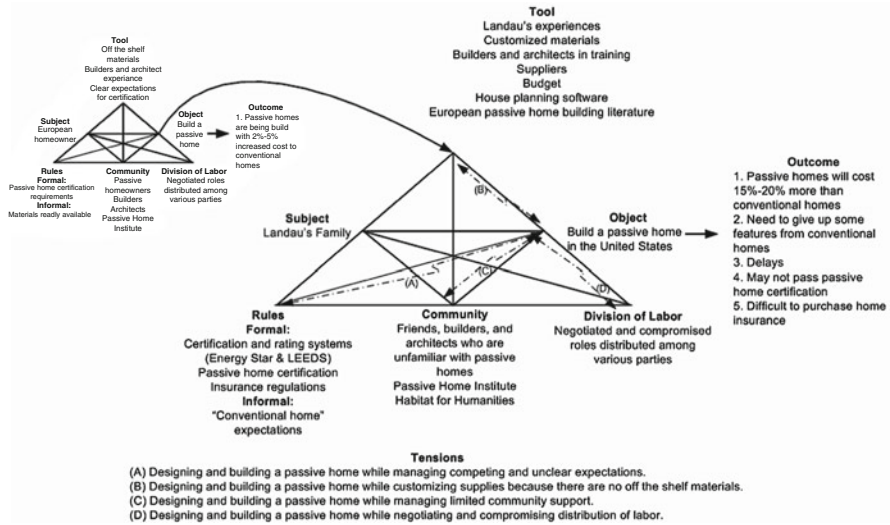 Tool
Off the shelf
materials
Builders and architect
experiance
Clear expectations
for certification
Subject
European
homeowner
Object
Build a
passive
home
Outcome
1. Passive homes
are being build
with 2%-5%
increased cost to
conventional
homes
Rules
Formal:
Passive home certification
requirements
Informal:
Materials readily available
Community
Passive
homeowners
Builders
Architects
Passive Home
Institute
Division of Labor
Negotiated roles
distributed among
various parties
Tool
Landau's experiences
Customized materials
Builders and architects in training
Suppliers
Budget
House planning software
European passive home building literature
(B)
Subject
Landau's Family
Object
Build a passive home
in the United States
Outcome
1. Passive homes will cost
15%-20% more than
conventional homes
2. Need to give up some
features from conventional
homes
3. Delays
4. May not pass passive
home certification
5. Difficult to purchase home
insurance
(A)
(C)
(D)
Rules
Formal:
Certification and rating systems
(Energy Star & LEEDS)
Passive home certification
Insurance regulations
Informal:
"Conventional home"
expectations
Community
Friends, builders, and
architects who are
unfamiliar with passive
homes
Passive Home Institute
Habitat for Humanities
Division of Labor
Negotiated and compromised
roles distributed among
various parties
Tensions
(A) Designing and building a passive home while managing competing and unclear expectations.
(B) Designing and building a passive home while customizing supplies because there are no off the shelf materials.
(C) Designing and building a passive home while managing limited community support.
(D) Designing and building a passive home while negotiating and compromising distribution of labor.